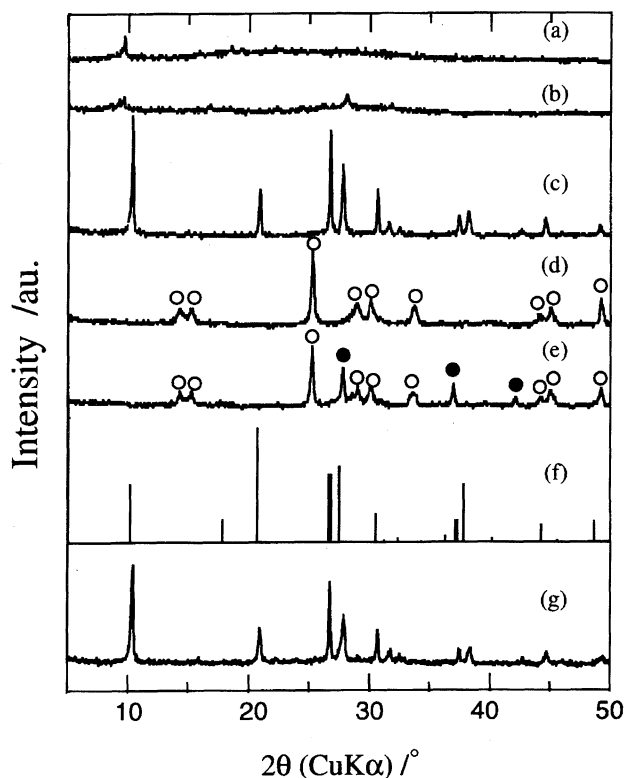 (a)
(b)
(c)
(d)
(e)
(f)
(g)
Intensity /au.
10 20 30 40 50
2θ (CuKα) /°